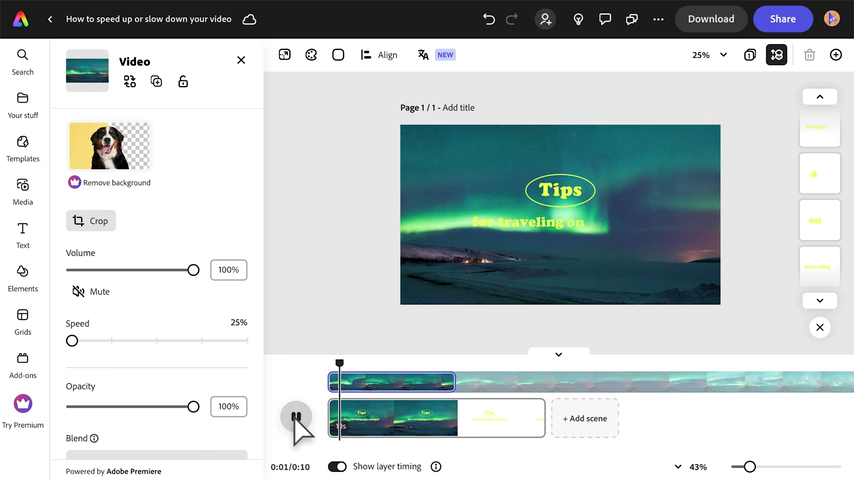 How to speed up or slow down your video
Download
Share
Search
Your stuff
Templates
Media
Text
Elements
Grids
Add-ons
Try Premium
Video
Remove background
Crop
Volume
100%
Mute
Speed
25%
Opacity
100%
Blend
Powered by Adobe Premiere
Align
NEW
25%
1
Page 1 / 1 - Add title
Tips
for traveling on
Tips
Tips
+ Add scene
0:01/0:10
Show layer timing
43%